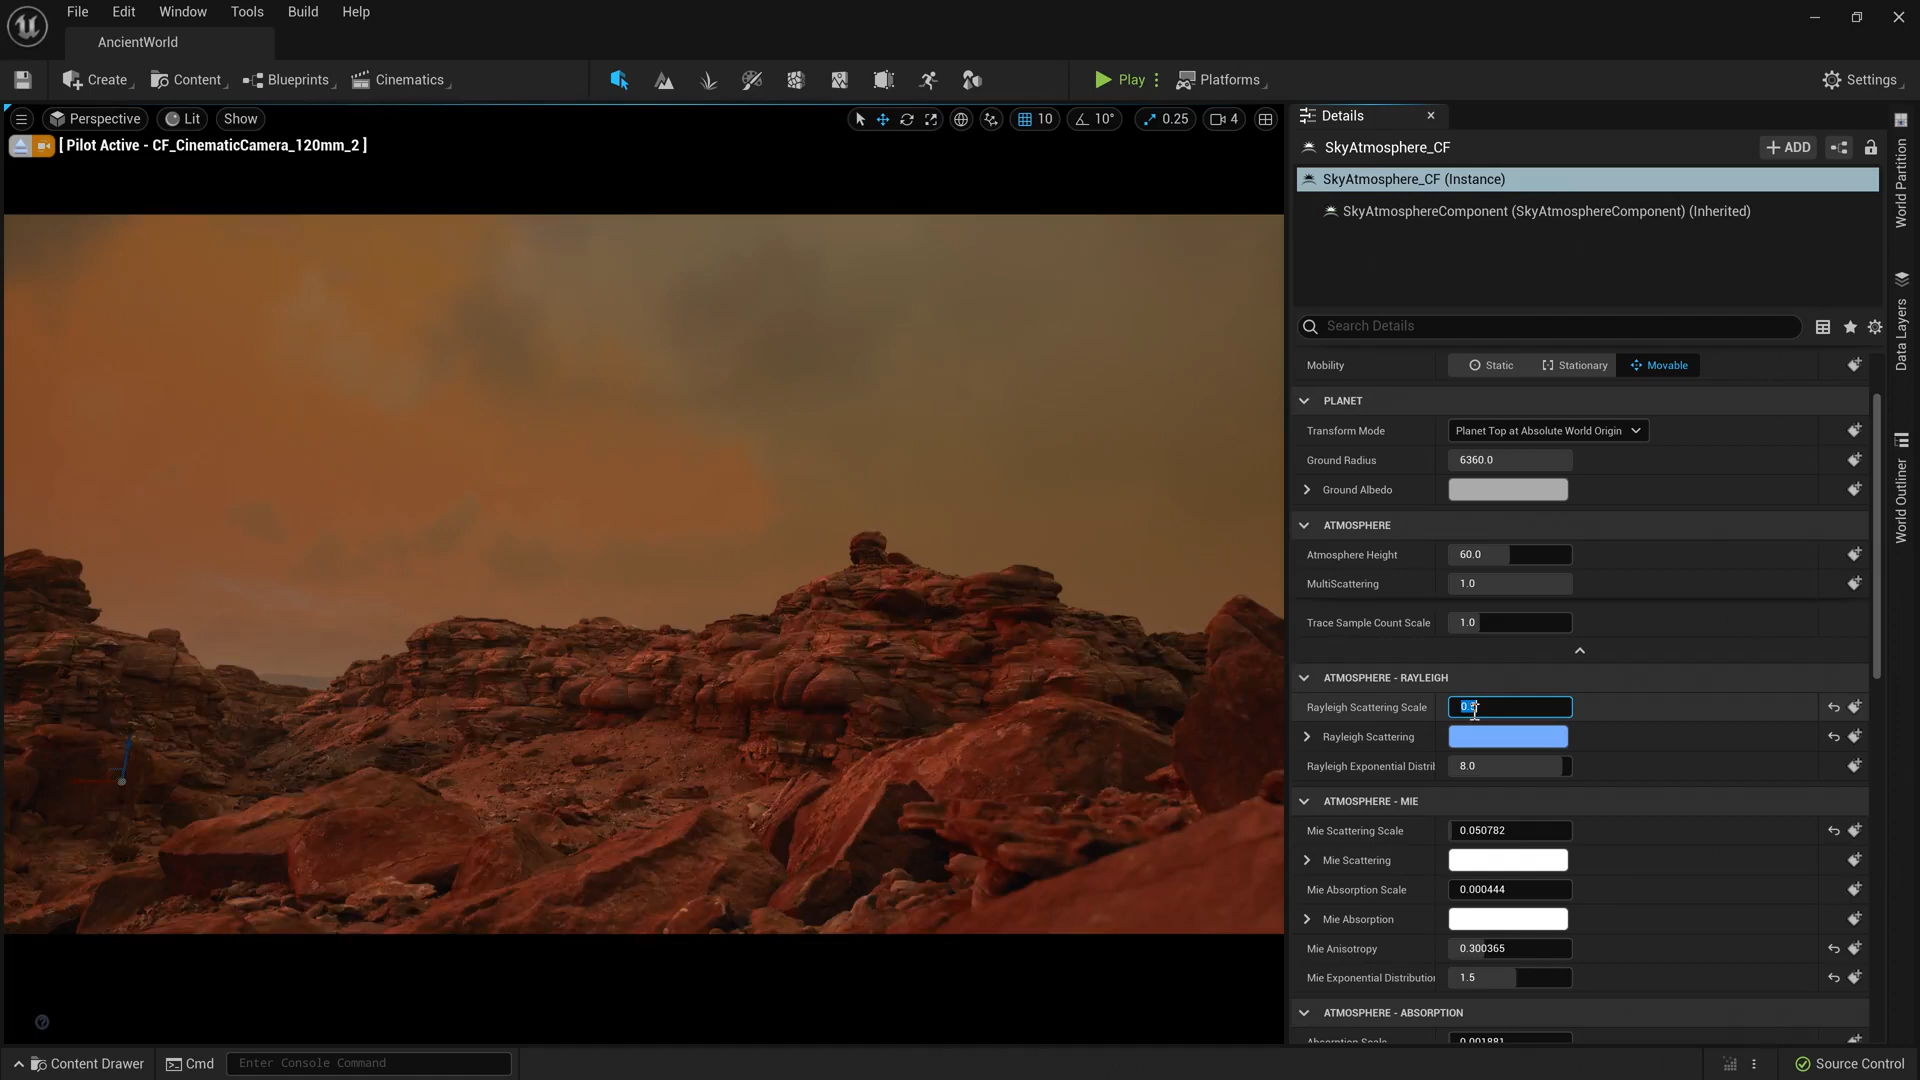 File Edit Window Tools Build Help
AncientWorld
Create Content Blueprints Cinematics Play Platforms Settings
Perspective Lit Show 10 10° 0.25 4
[ Pilot Active - CF_CinematicCamera_120mm_2 ]
Details
SkyAtmosphere_CF + ADD
SkyAtmosphere_CF (Instance)
SkyAtmosphereComponent (SkyAtmosphereComponent) (Inherited)
Search Details
Mobility Static Stationary Movable
PLANET
Transform Mode Planet Top at Absolute World Origin
Ground Radius 6360.0
Ground Albedo
ATMOSPHERE
Atmosphere Height 60.0
MultiScattering 1.0
Trace Sample Count Scale 1.0
ATMOSPHERE - RAYLEIGH
Rayleigh Scattering Scale
Rayleigh Scattering
Rayleigh Exponential Distrib 8.0
ATMOSPHERE - MIE
Mie Scattering Scale 0.050782
Mie Scattering
Mie Absorption Scale 0.000444
Mie Absorption
Mie Anisotropy 0.300365
Mie Exponential Distribution 1.5
ATMOSPHERE - ABSORPTION
Absorption Scale 0.001881
World Partition
Data Layers
World Outliner
Content Drawer Cmd Enter Console Command Source Control